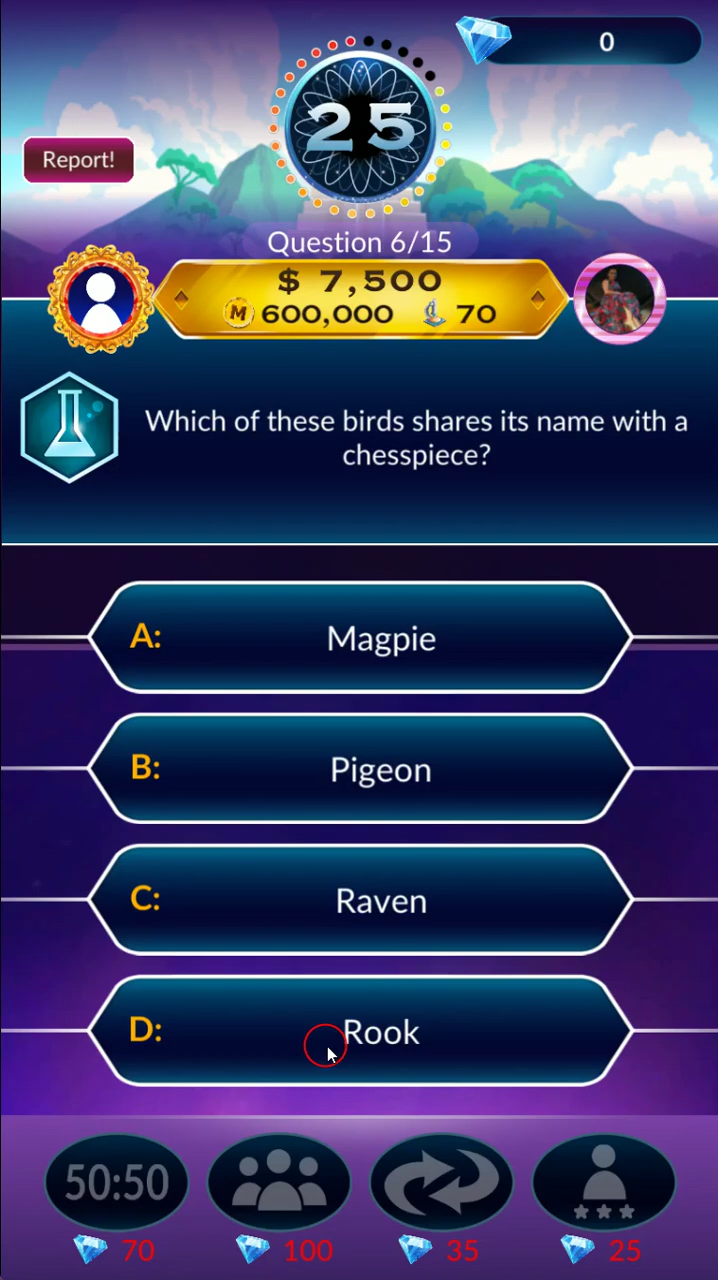 0
25
Report!
Question 6/15
$ 7,500
M 600,000 70
Which of these birds shares its name with a
chesspiece?
A: Magpie
B: Pigeon
C: Raven
D: Rook
50:50
70 100 35 25